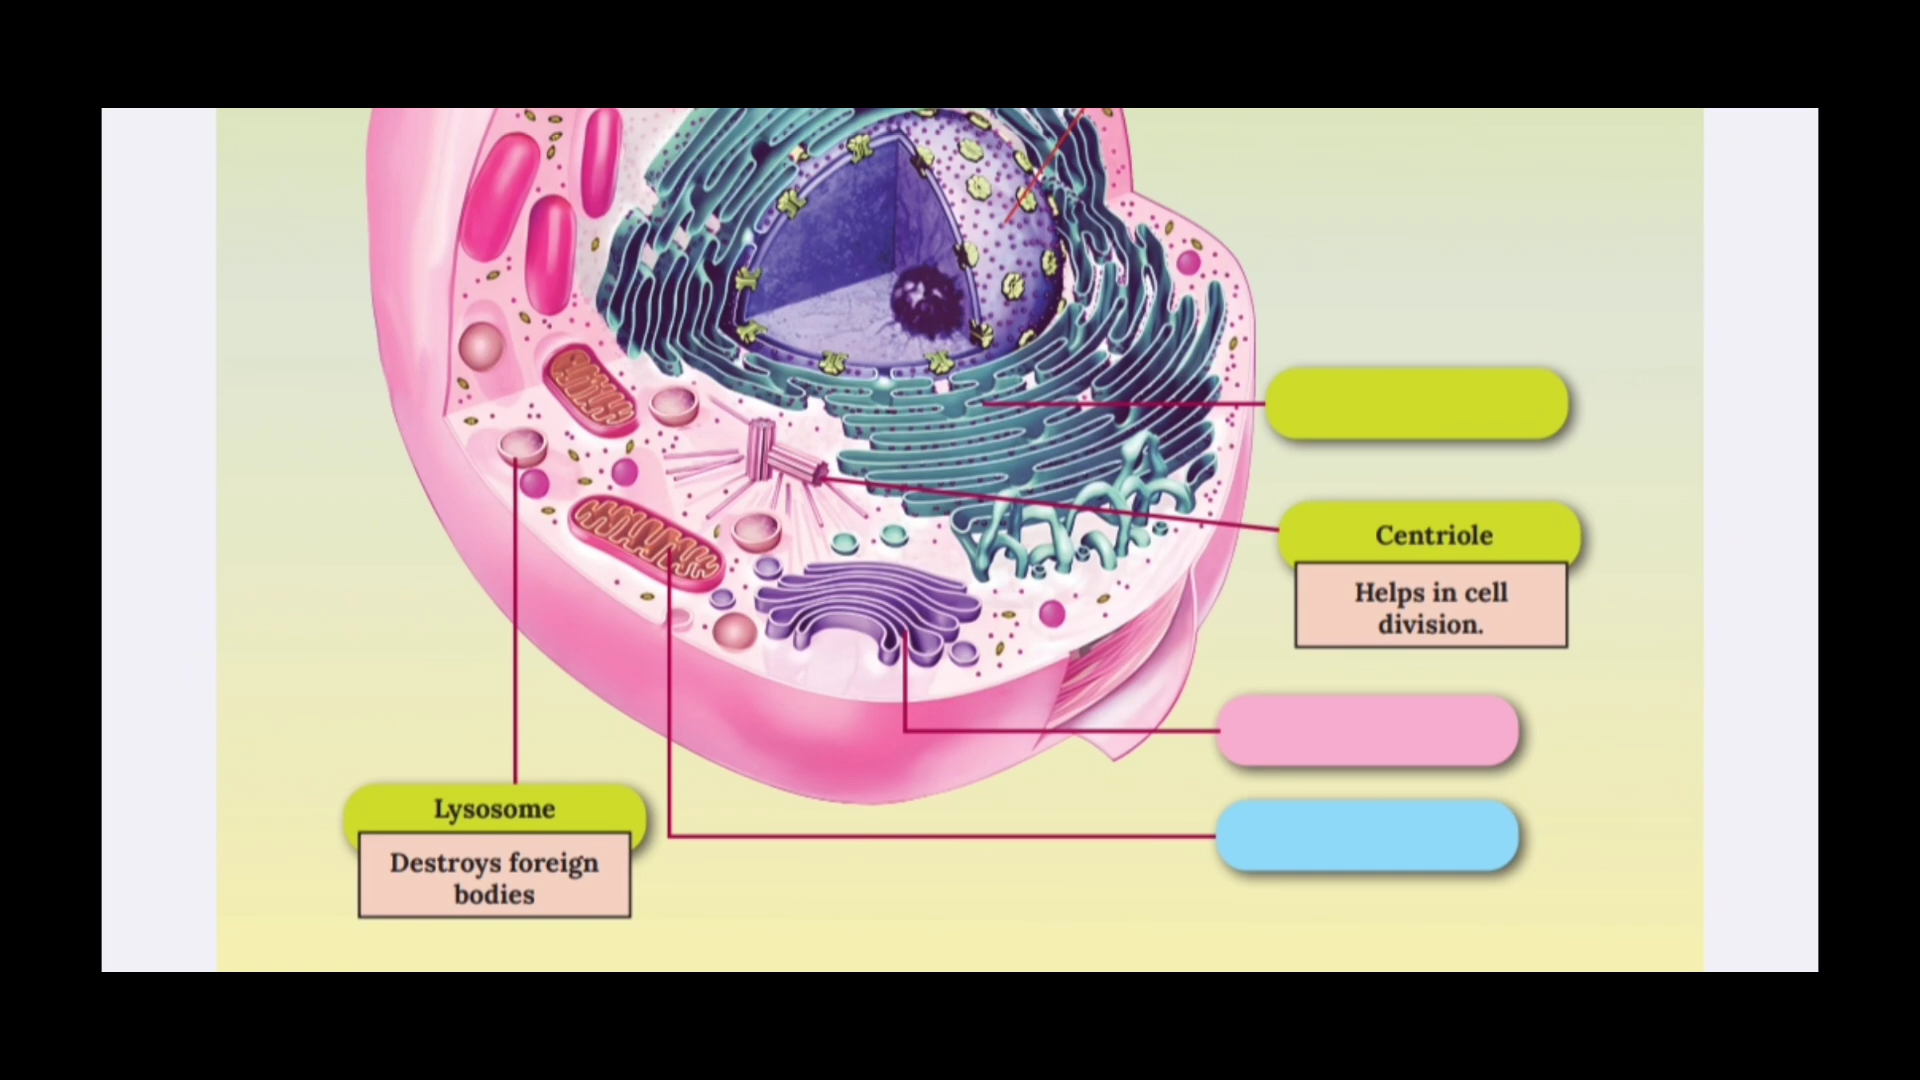 Centriole
Helps in cell
division.
Lysosome
Destroys foreign
bodies